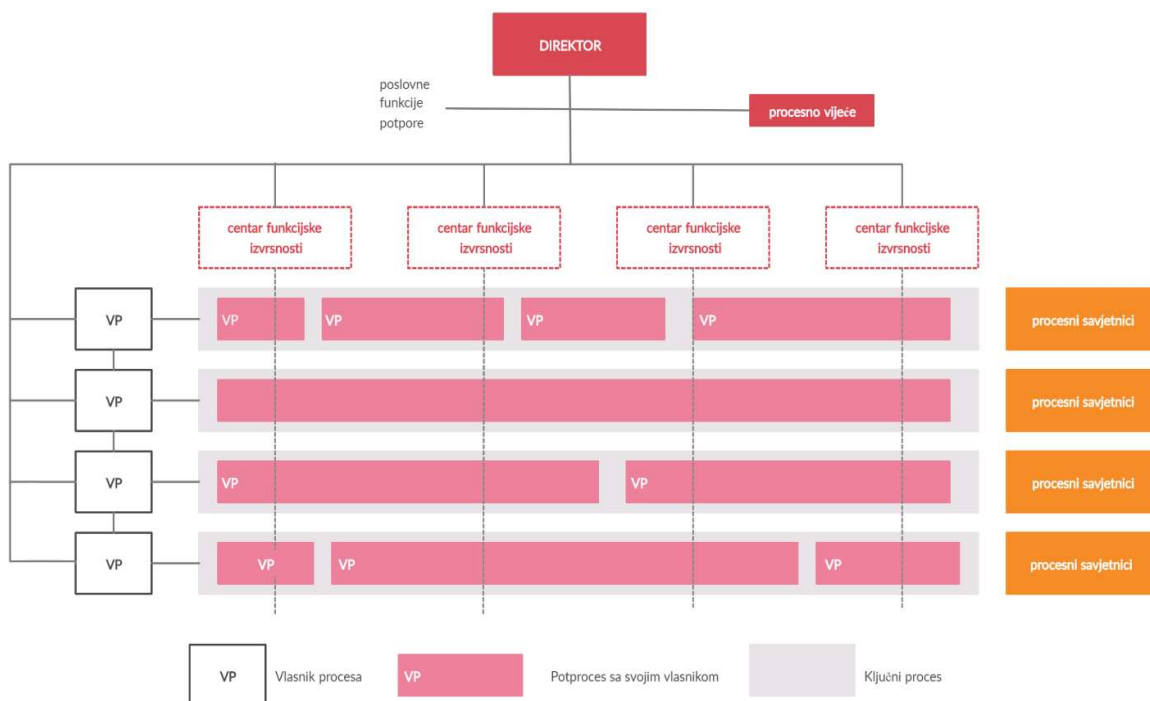 DIREKTOR
poslovne
funkcije
potpore
procesno vijeće
centar funkcijske
izvrsnosti
centar funkcijske
izvrsnosti
centar funkcijske
izvrsnosti
centar funkcijske
izvrsnosti
VP
VP
VP
VP
VP
procesni savjetnici
VP
procesni savjetnici
VP
VP
VP
procesni savjetnici
VP
VP
VP
VP
procesni savjetnici
VP
Vlasnik procesa
VP
Potproces sa svojim vlasnikom
Ključni proces